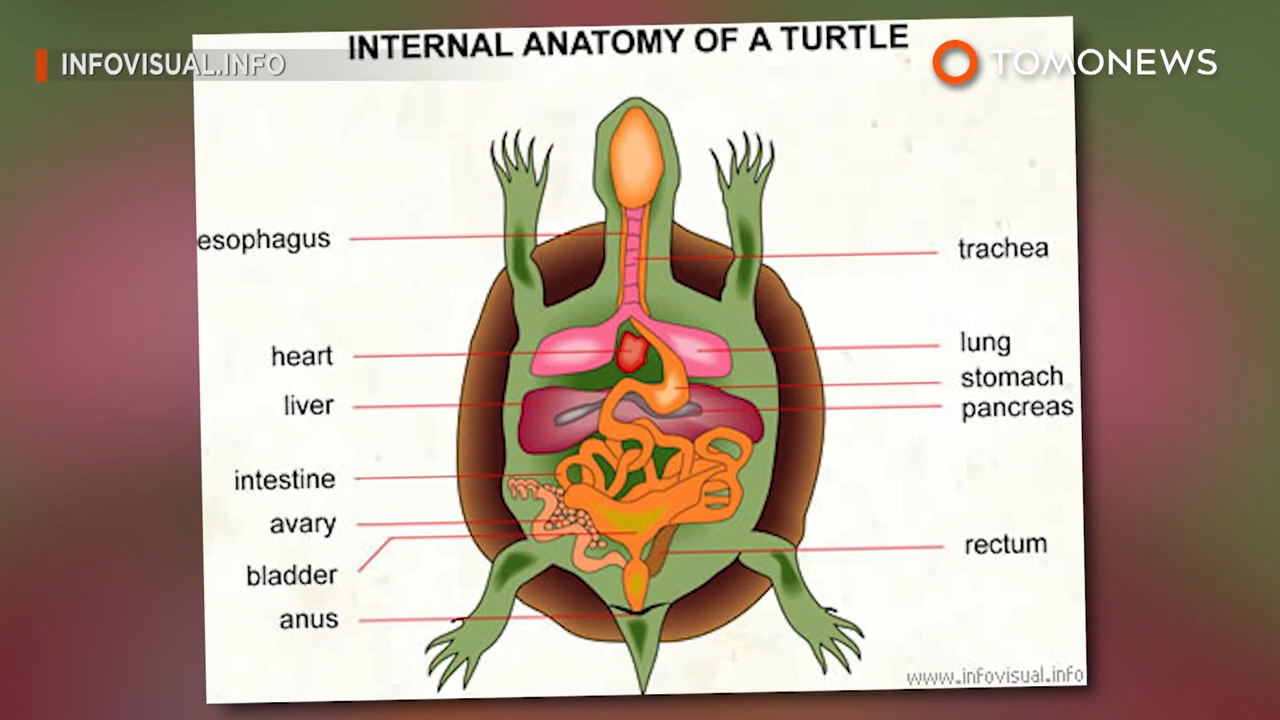 INFOVISUAL.INFO
TOMONEWS
INTERNAL ANATOMY OF A TURTLE
esophagus
trachea
heart
lung
liver
stomach
pancreas
intestine
avary
bladder
rectum
anus
www.infovisual.info